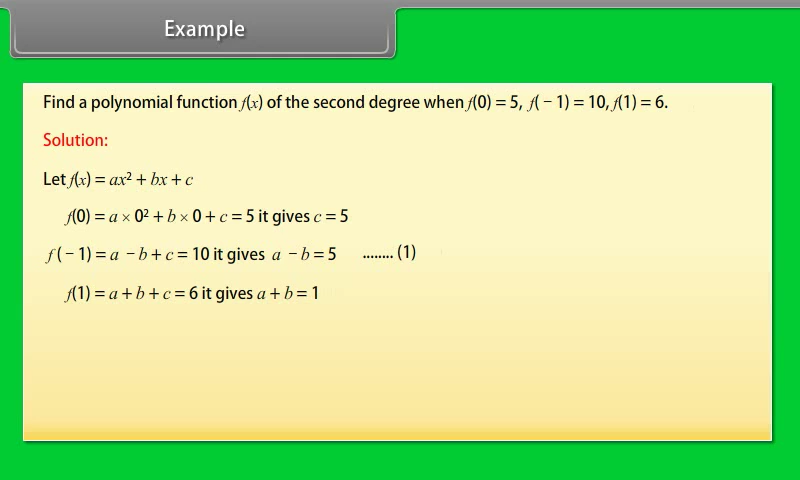 Example
Find a polynomial function f(x) of the second degree when f(0) = 5, f( − 1) = 10, f(1) = 6.
Solution:
Let f(x) = ax² + bx + c
f(0) = a × 0² + b × 0 + c = 5 it gives c = 5
f( − 1) = a − b + c = 10 it gives a − b = 5 ........ (1)
f(1) = a + b + c = 6 it gives a + b = 1